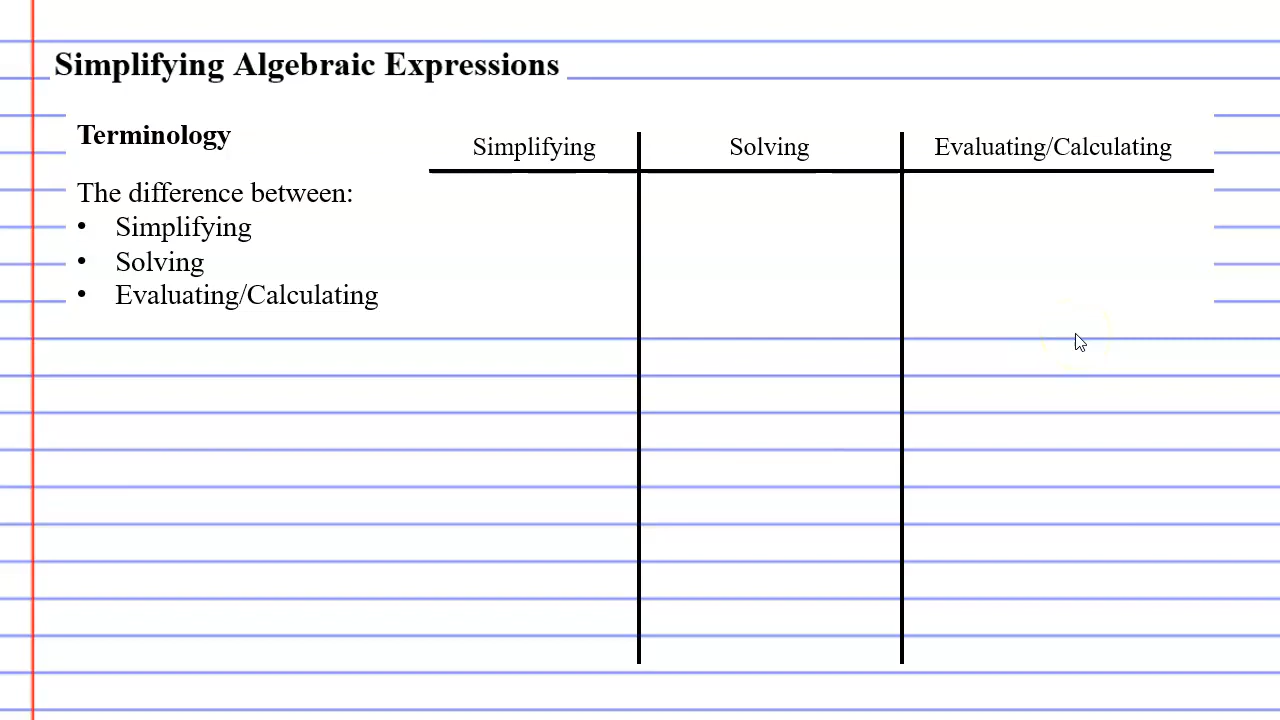 Simplifying Algebraic Expressions
Terminology
The difference between:
• Simplifying
• Solving
• Evaluating/Calculating
Simplifying Solving Evaluating/Calculating